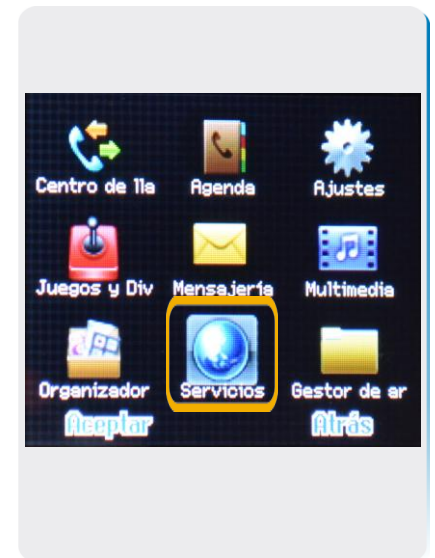 Centro de lla Agenda Ajustes
Juegos y Div Mensajería Multimedia
Organizador Servicios Gestor de ar
Aceptar Atrás